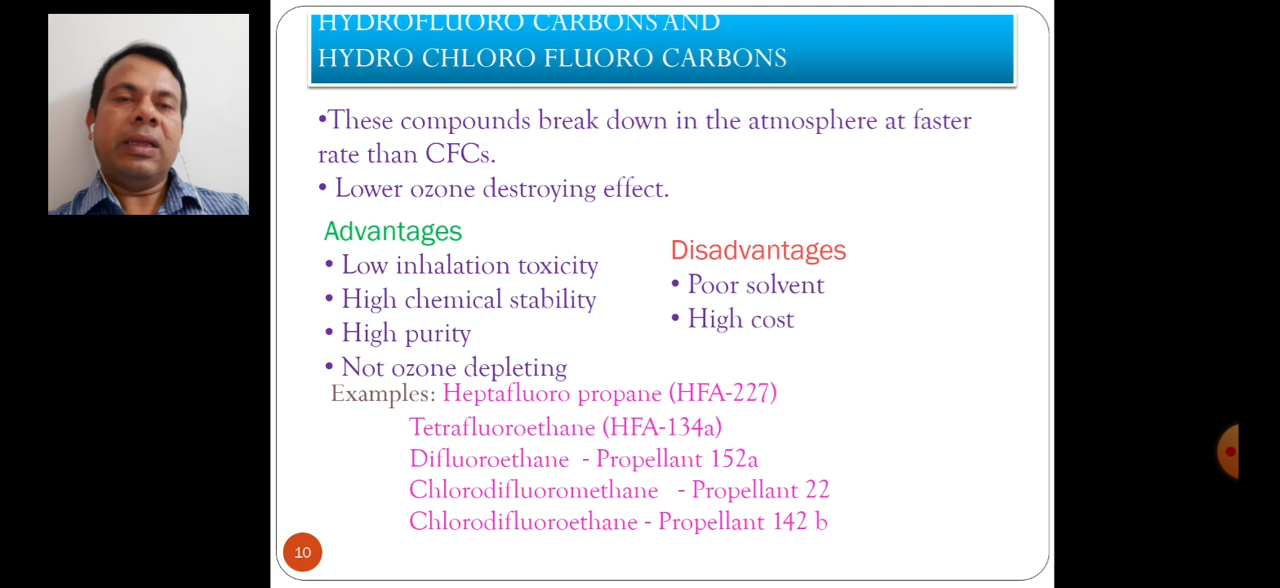 HYDROFLUORO CARBONS AND
HYDRO CHLORO FLUORO CARBONS
•These compounds break down in the atmosphere at faster
rate than CFCs.
• Lower ozone destroying effect.
Advantages
• Low inhalation toxicity
• High chemical stability
• High purity
• Not ozone depleting
Disadvantages
• Poor solvent
• High cost
Examples: Heptafluoro propane (HFA-227)
Tetrafluoroethane (HFA-134a)
Difluoroethane - Propellant 152a
Chlorodifluoromethane - Propellant 22
Chlorodifluoroethane - Propellant 142 b
10